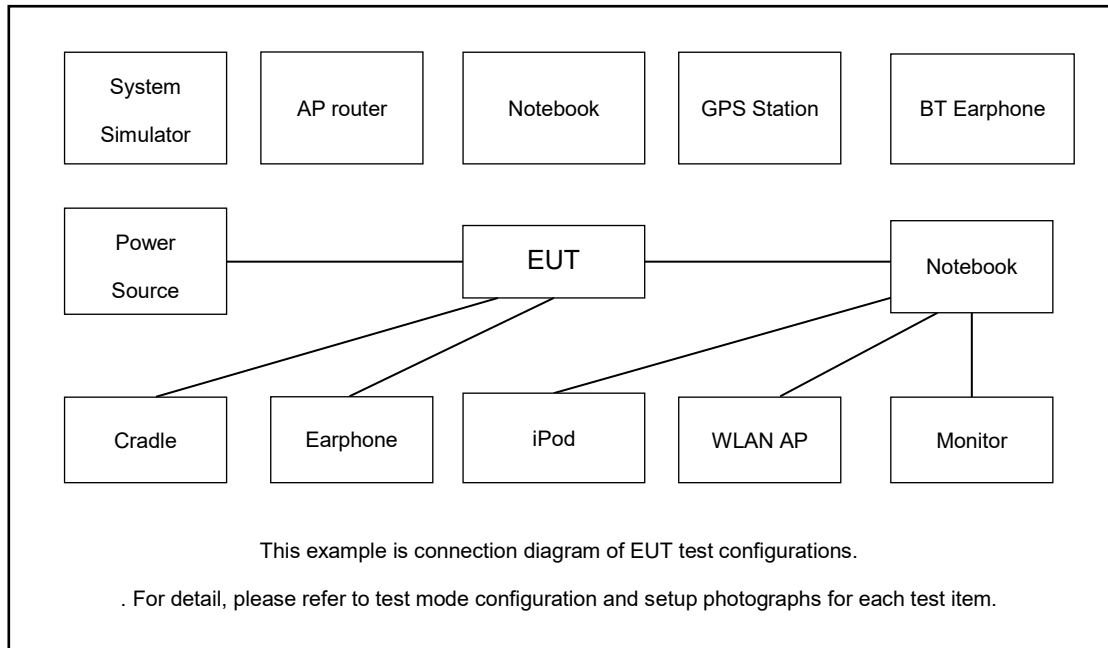 System
Simulator
AP router
Notebook
GPS Station
BT Earphone
Power
Source
EUT
Notebook
Cradle
Earphone
iPod
WLAN AP
Monitor
This example is connection diagram of EUT test configurations.
. For detail, please refer to test mode configuration and setup photographs for each test item.